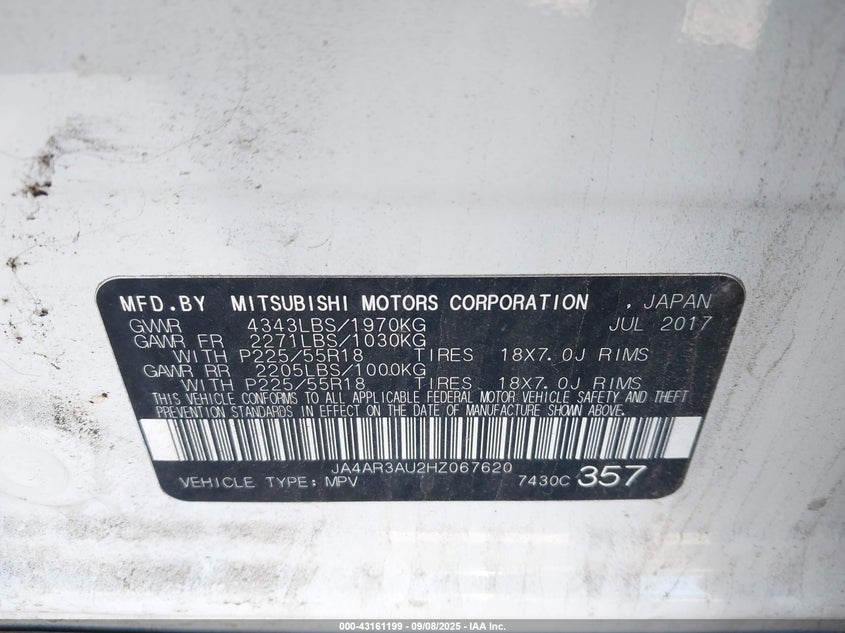 MFD.BY MITSUBISHI MOTORS CORPORATION , JAPAN
GVWR 4343LBS/1970KG JUL 2017
GAWR FR 2271LBS/1030KG
WITH P225/55R18 TIRES 18X7.0J RIMS
GAWR RR 2205LBS/1000KG
WITH P225/55R18 TIRES 18X7.0J RIMS
THIS VEHICLE CONFORMS TO ALL APPLICABLE FEDERAL MOTOR VEHICLE SAFETY AND THEFT
PREVENTION STANDARDS IN EFFECT ON THE DATE OF MANUFACTURE SHOWN ABOVE.
JA4AR3AU2HZ067620
VEHICLE TYPE: MPV 7430C 357
000-43161199 - 09/08/2025 - IAA Inc.